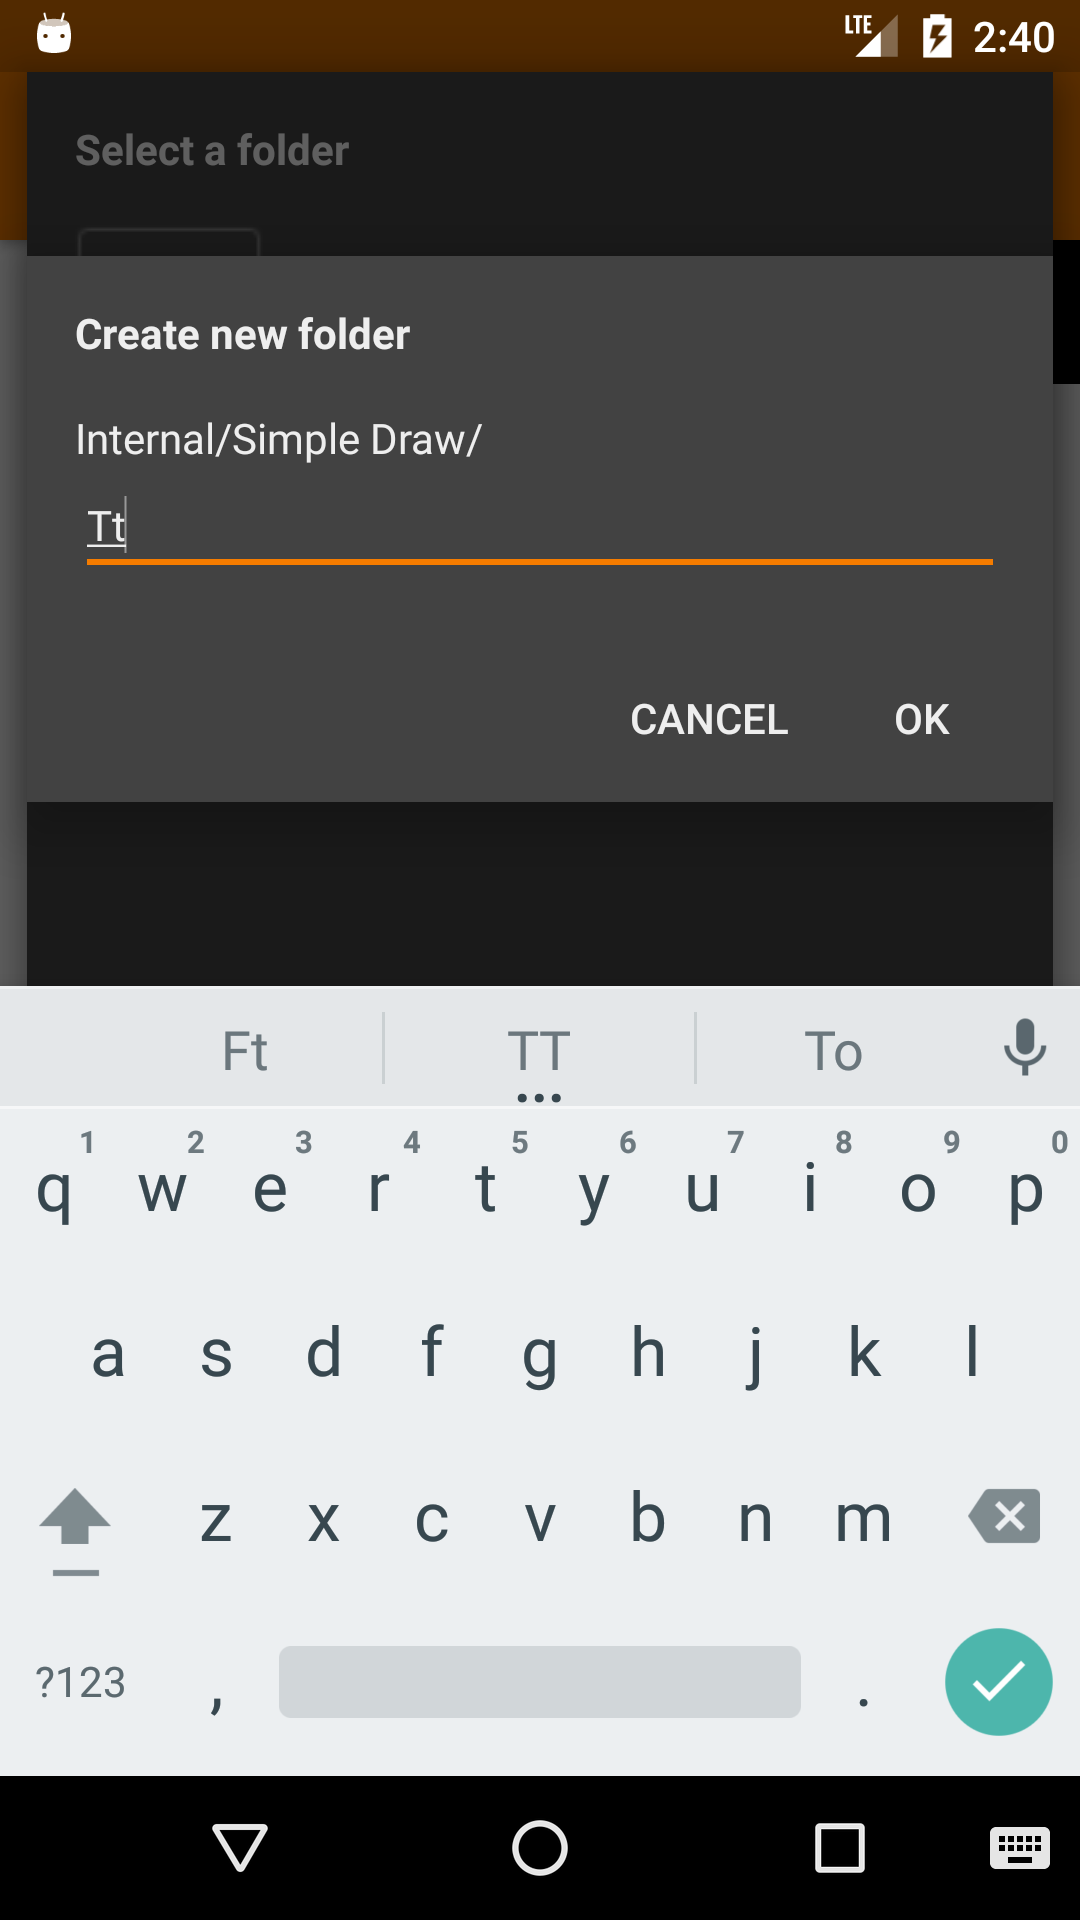 LTE 2:40
Select a folder
Create new folder
Internal/Simple Draw/
Tt
CANCEL OK
Ft TT To
1 2 3 4 5 6 7 8 9 0
q w e r t y u i o p
a s d f g h j k l
z x c v b n m
?123 , .